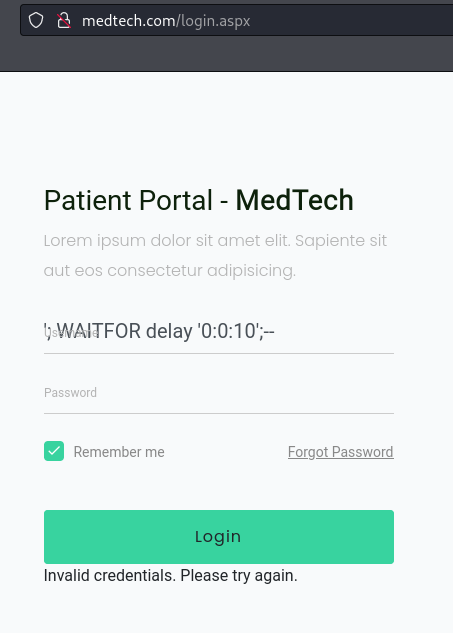 medtech.com/login.aspx
Patient Portal - MedTech
Lorem ipsum dolor sit amet elit. Sapiente sit
aut eos consectetur adipisicing.
Username
'; WAITFOR delay '0:0:10';--
Password
Remember me
Forgot Password
Login
Invalid credentials. Please try again.